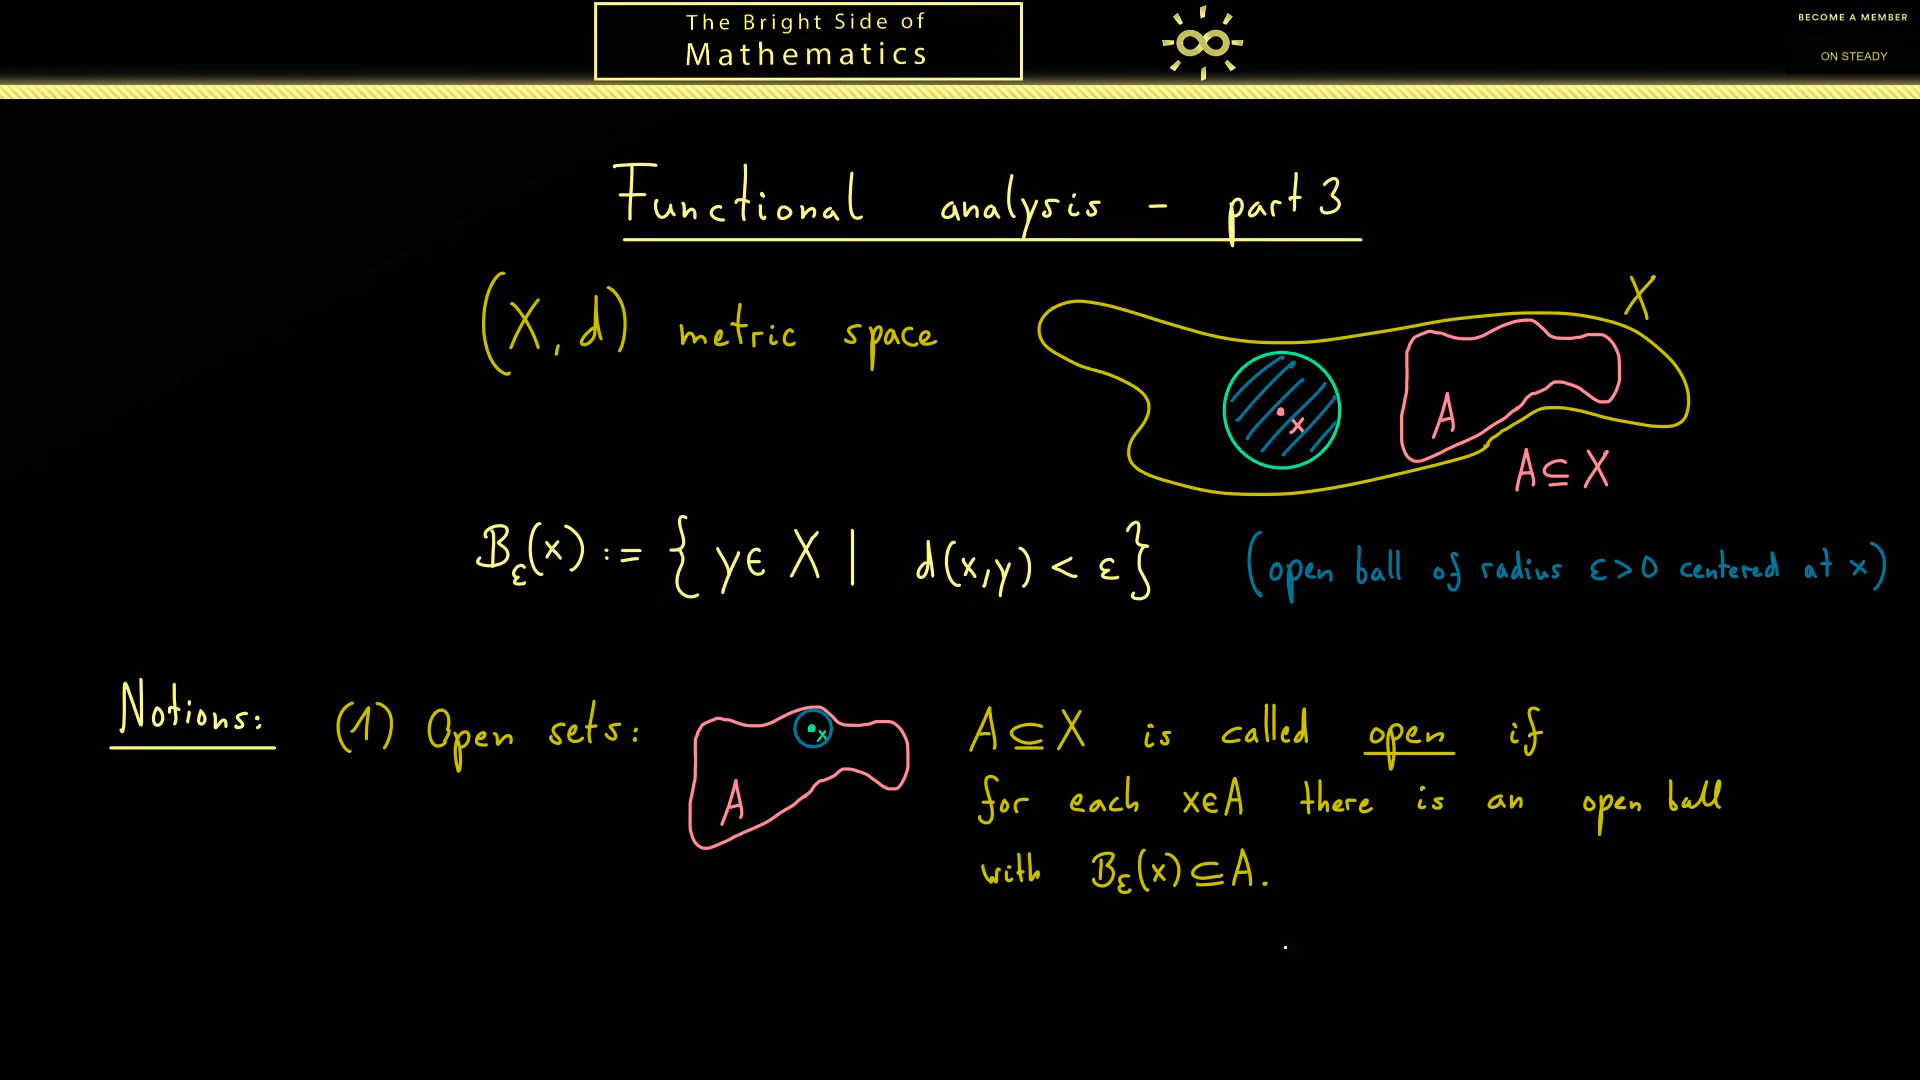 The Bright Side of
Mathematics
BECOME A MEMBER
ON STEADY
Functional analysis - part 3
(X, d) metric space
X
x
A
A ⊆ X
B_ε(x) := { y ∈ X | d(x,y) < ε } (open ball of radius ε > 0 centered at x)
Notions: (1) Open sets:
x
A
A ⊆ X is called open if
for each x ∈ A there is an open ball
with B_ε(x) ⊆ A.